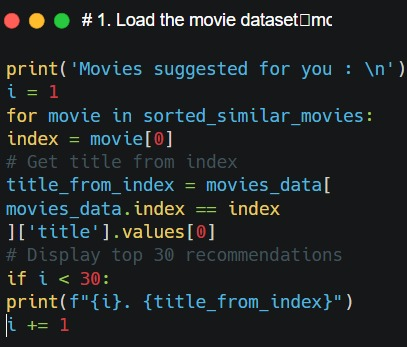 # 1. Load the movie dataset□mc
print('Movies suggested for you : \n')
i = 1
for movie in sorted_similar_movies:
index = movie[0]
# Get title from index
title_from_index = movies_data[
movies_data.index == index
]['title'].values[0]
# Display top 30 recommendations
if i < 30:
print(f"{i}. {title_from_index}")
i += 1